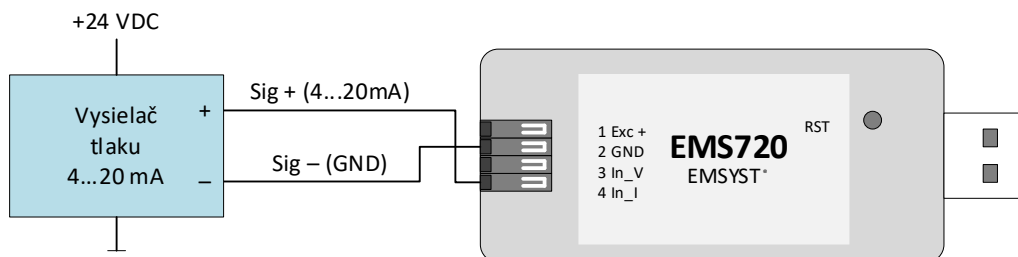 +24 VDC
Vysielač
tlaku
4...20 mA
+
–
Sig + (4...20mA)
Sig – (GND)
1 Exc +
2 GND
3 In_V
4 In_I
EMS720
EMSYST®
RST